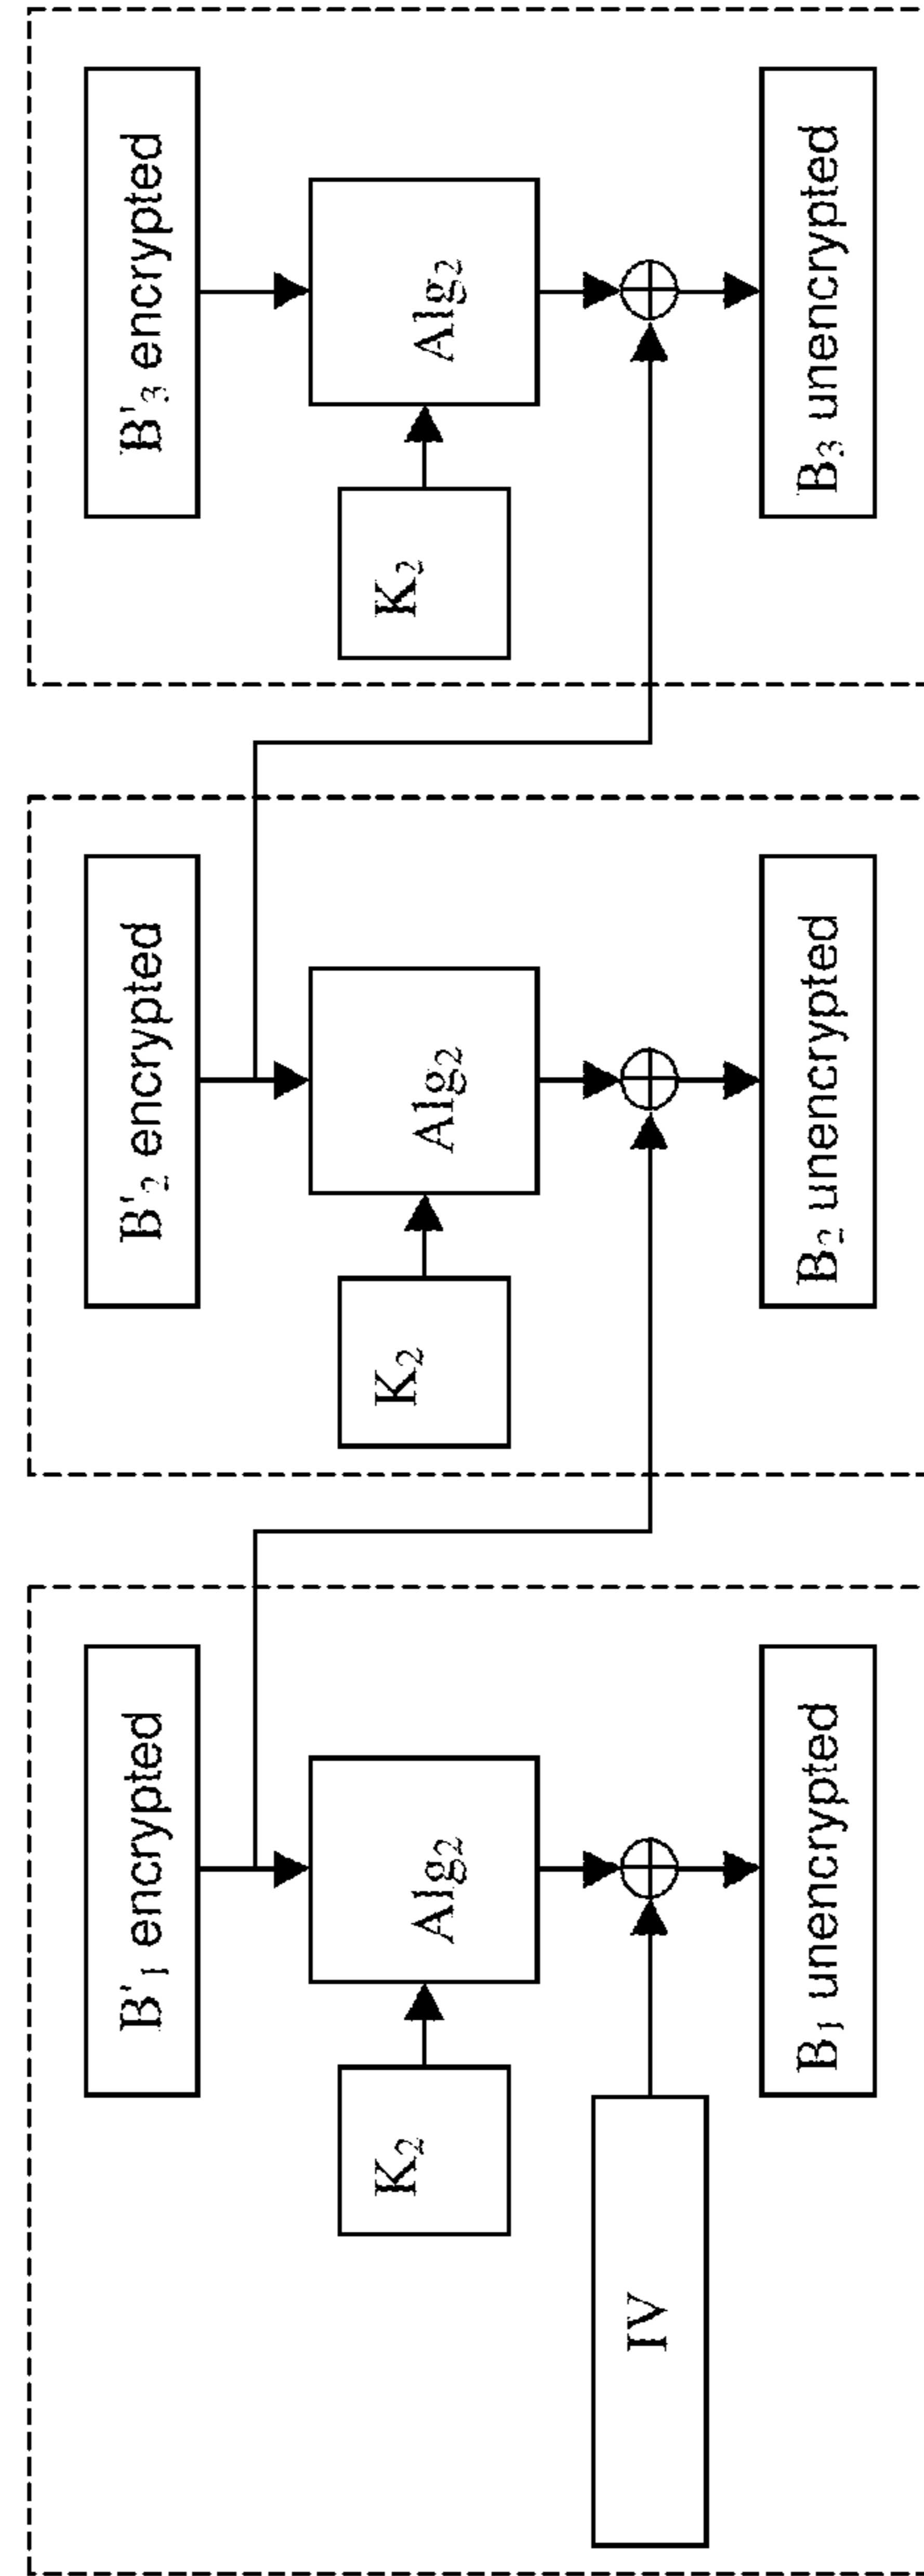 B'₁ encrypted
K₂
Alg₂
IV
B₁ unencrypted
B'₂ encrypted
K₂
Alg₂
B₂ unencrypted
B'₃ encrypted
K₂
Alg₂
B₃ unencrypted